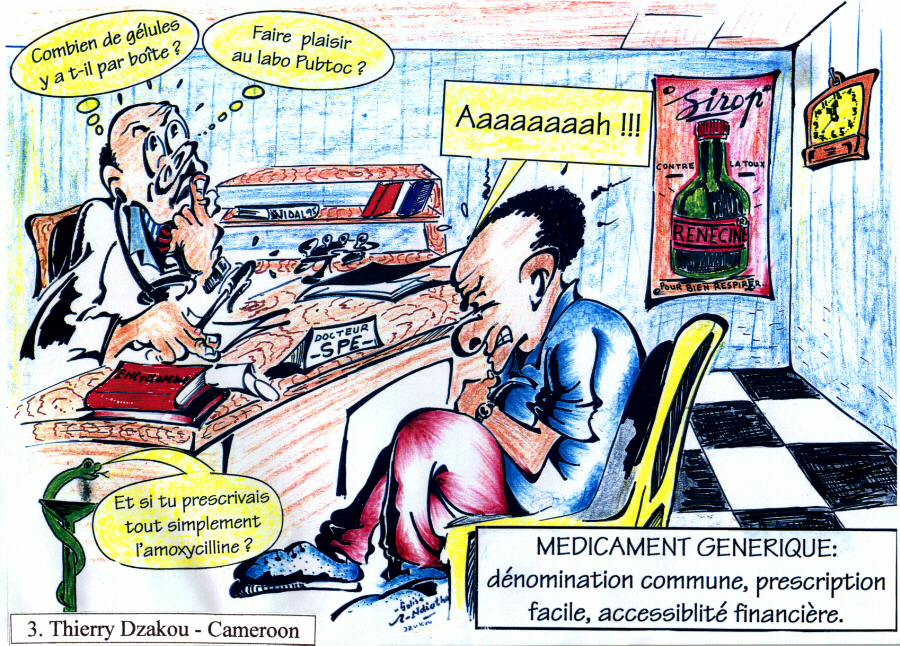 Combien de gélules
y a t-il par boîte ?
Faire plaisir
au labo Pubtoc ?
Aaaaaaaah !!!
Sirop
CONTRE LA TOUX
RENECINE
POUR BIEN RESPIRER.
VIDAL 95
DOCTEUR
-SPE-
Et si tu prescrivais
tout simplement
l'amoxycilline ?
MEDICAMENT GENERIQUE:
dénomination commune, prescription
facile, accessiblité financière.
3. Thierry Dzakou - Cameroon